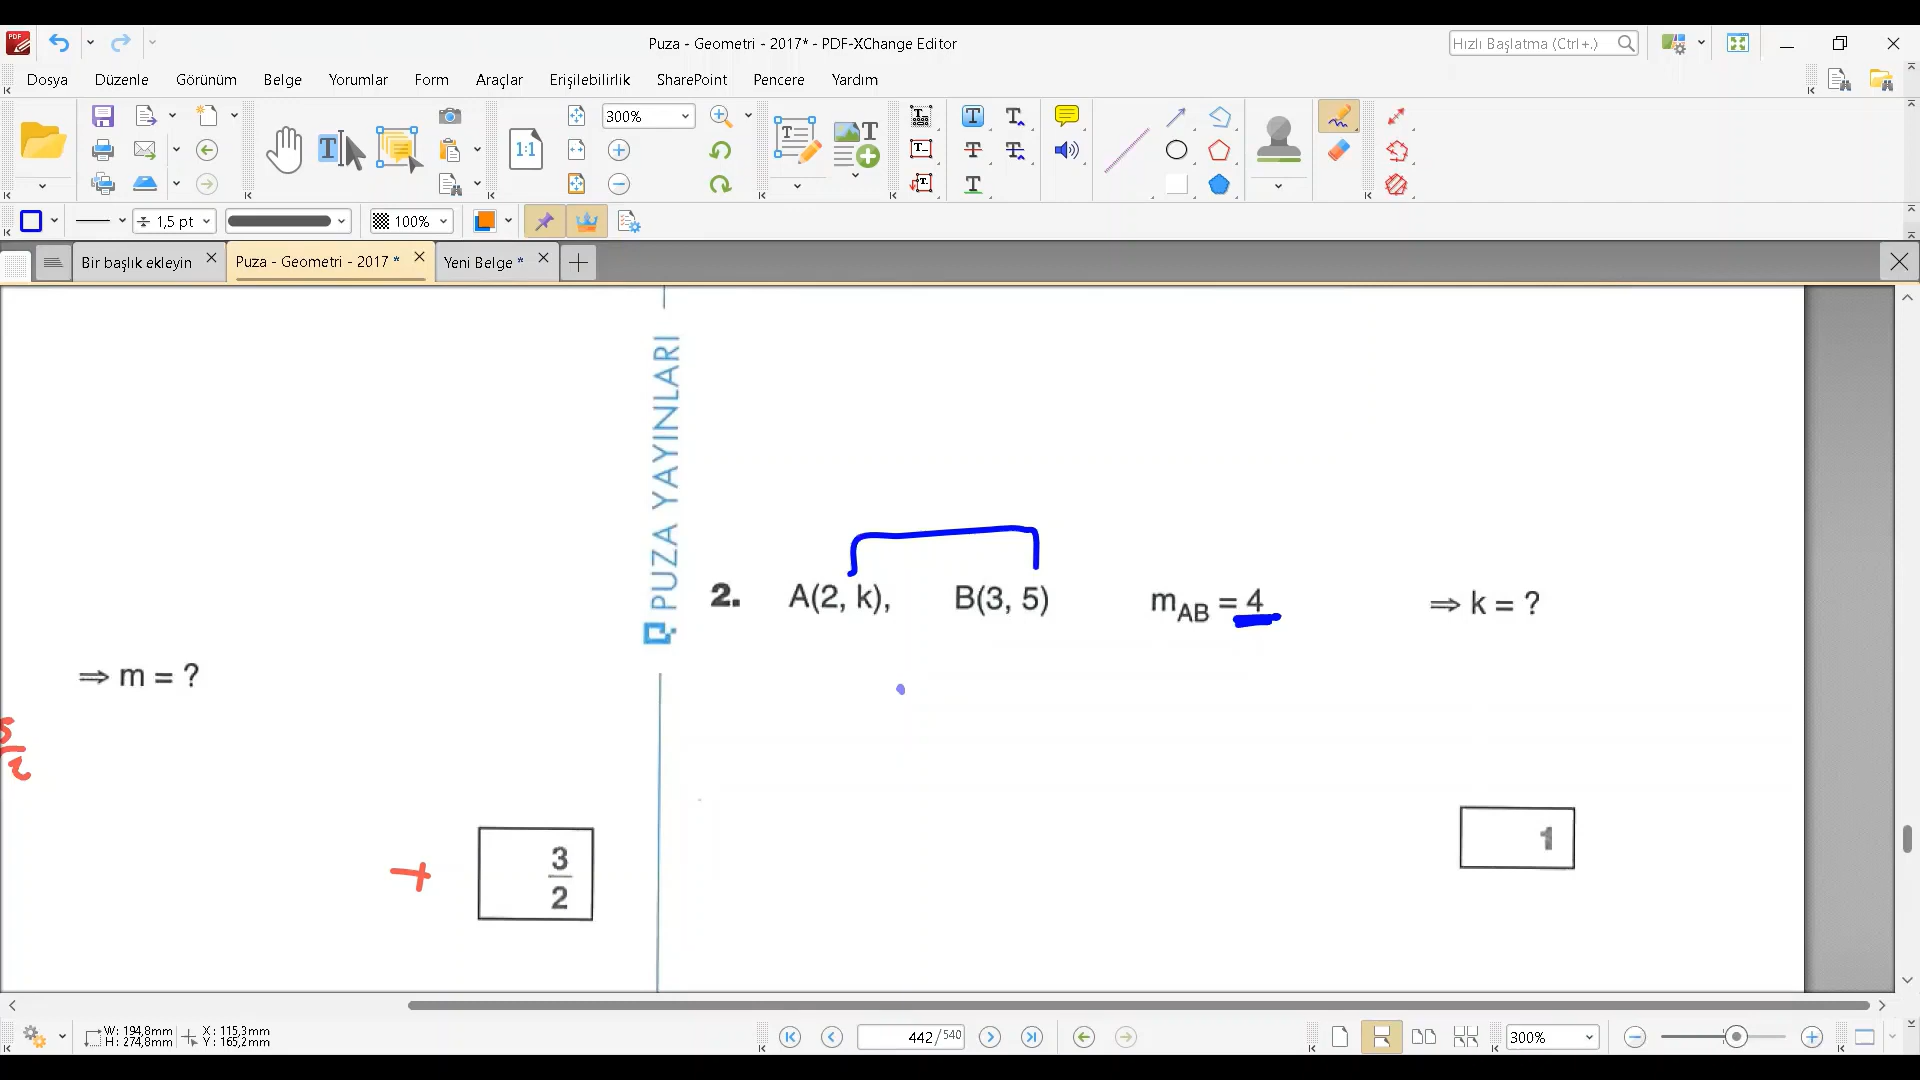 Puza - Geometri - 2017* - PDF-XChange Editor
Hızlı Başlatma (Ctrl+.)
Dosya Düzenle Görünüm Belge Yorumlar Form Araçlar Erişilebilirlik SharePoint Pencere Yardım
300%
1:1
1,5 pt
100%
Bir başlık ekleyin
Puza - Geometri - 2017 *
Yeni Belge *
PUZA YAYINLARI
2. A(2, k), B(3, 5) mAB = 4 ⇒ k = ?
⇒ m = ?
3
2
1
W: 194,8mm
H: 274,8mm
X: 115,3mm
Y: 165,2mm
442/540
300%